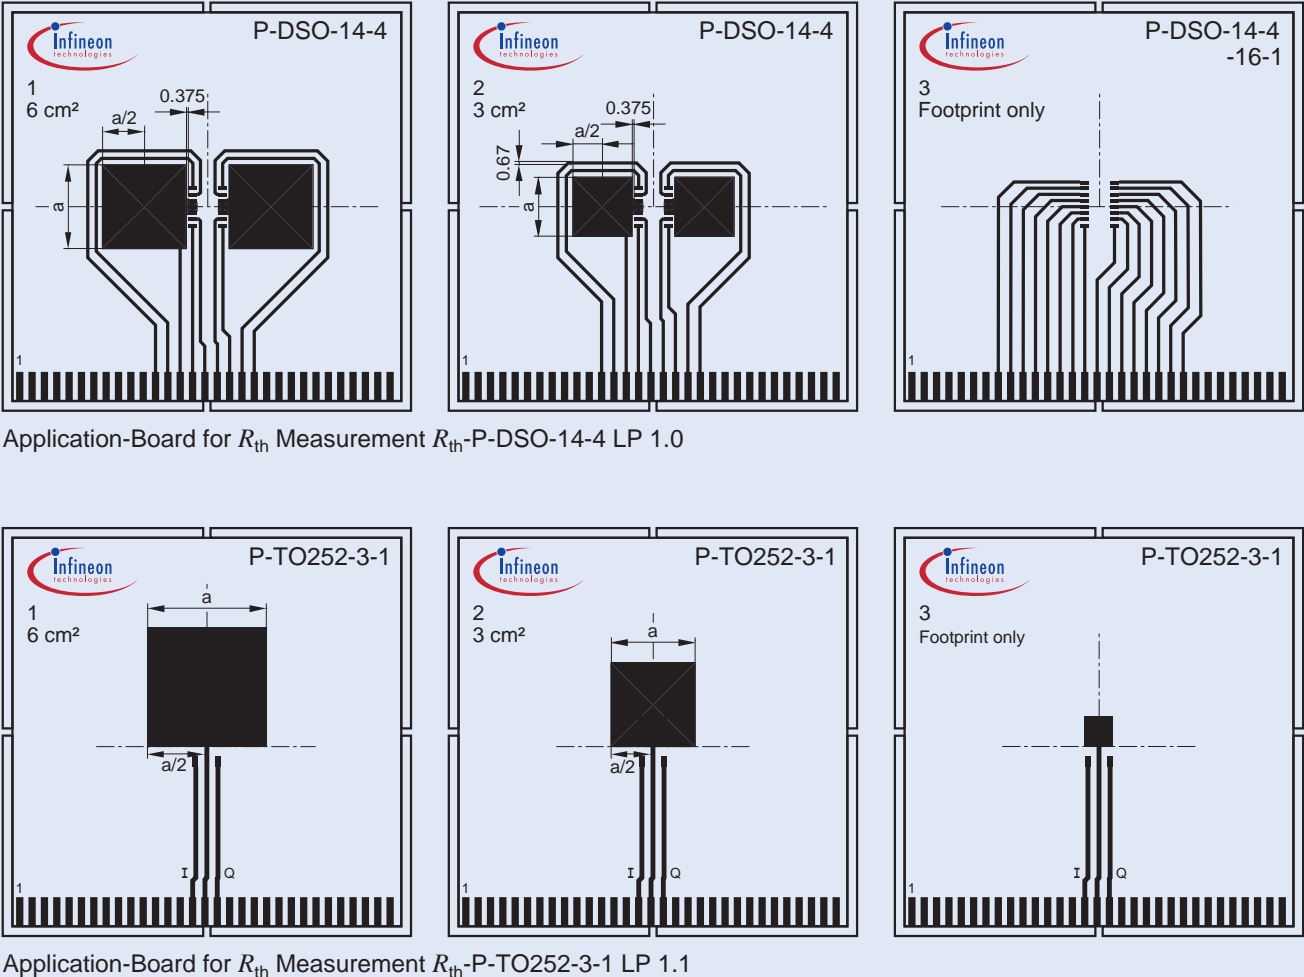 Infineon
technologies
P-DSO-14-4
1
6 cm²
0.375
a/2
a
1
Infineon
technologies
P-DSO-14-4
2
3 cm²
0.375
a/2
0.67
a
1
Infineon
technologies
P-DSO-14-4
-16-1
3
Footprint only
1
Application-Board for Rth Measurement Rth-P-DSO-14-4 LP 1.0
Infineon
technologies
P-TO252-3-1
1
6 cm²
a
a/2
I Q
1
Infineon
technologies
P-TO252-3-1
2
3 cm²
a
a/2
I Q
1
Infineon
technologies
P-TO252-3-1
3
Footprint only
I Q
1
Application-Board for Rth Measurement Rth-P-TO252-3-1 LP 1.1